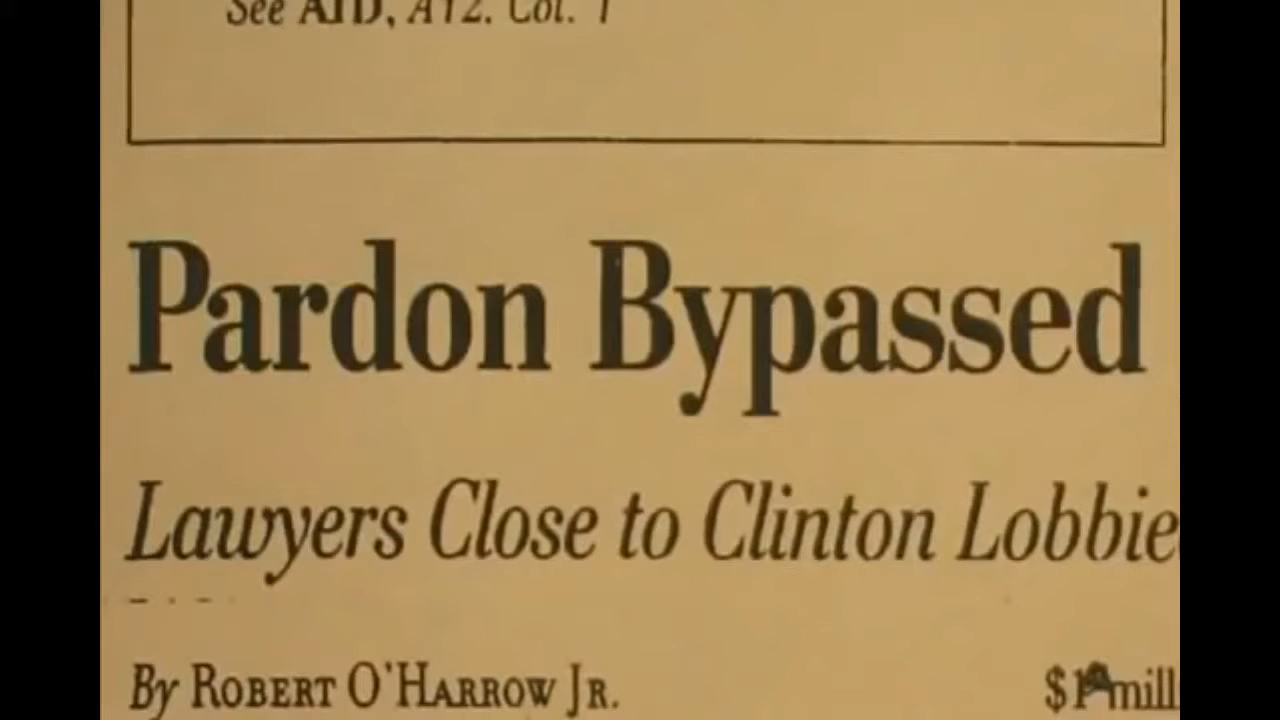 See AID, A12, Col. 1
Pardon Bypassed
Lawyers Close to Clinton Lobbie
By ROBERT O'HARROW JR.